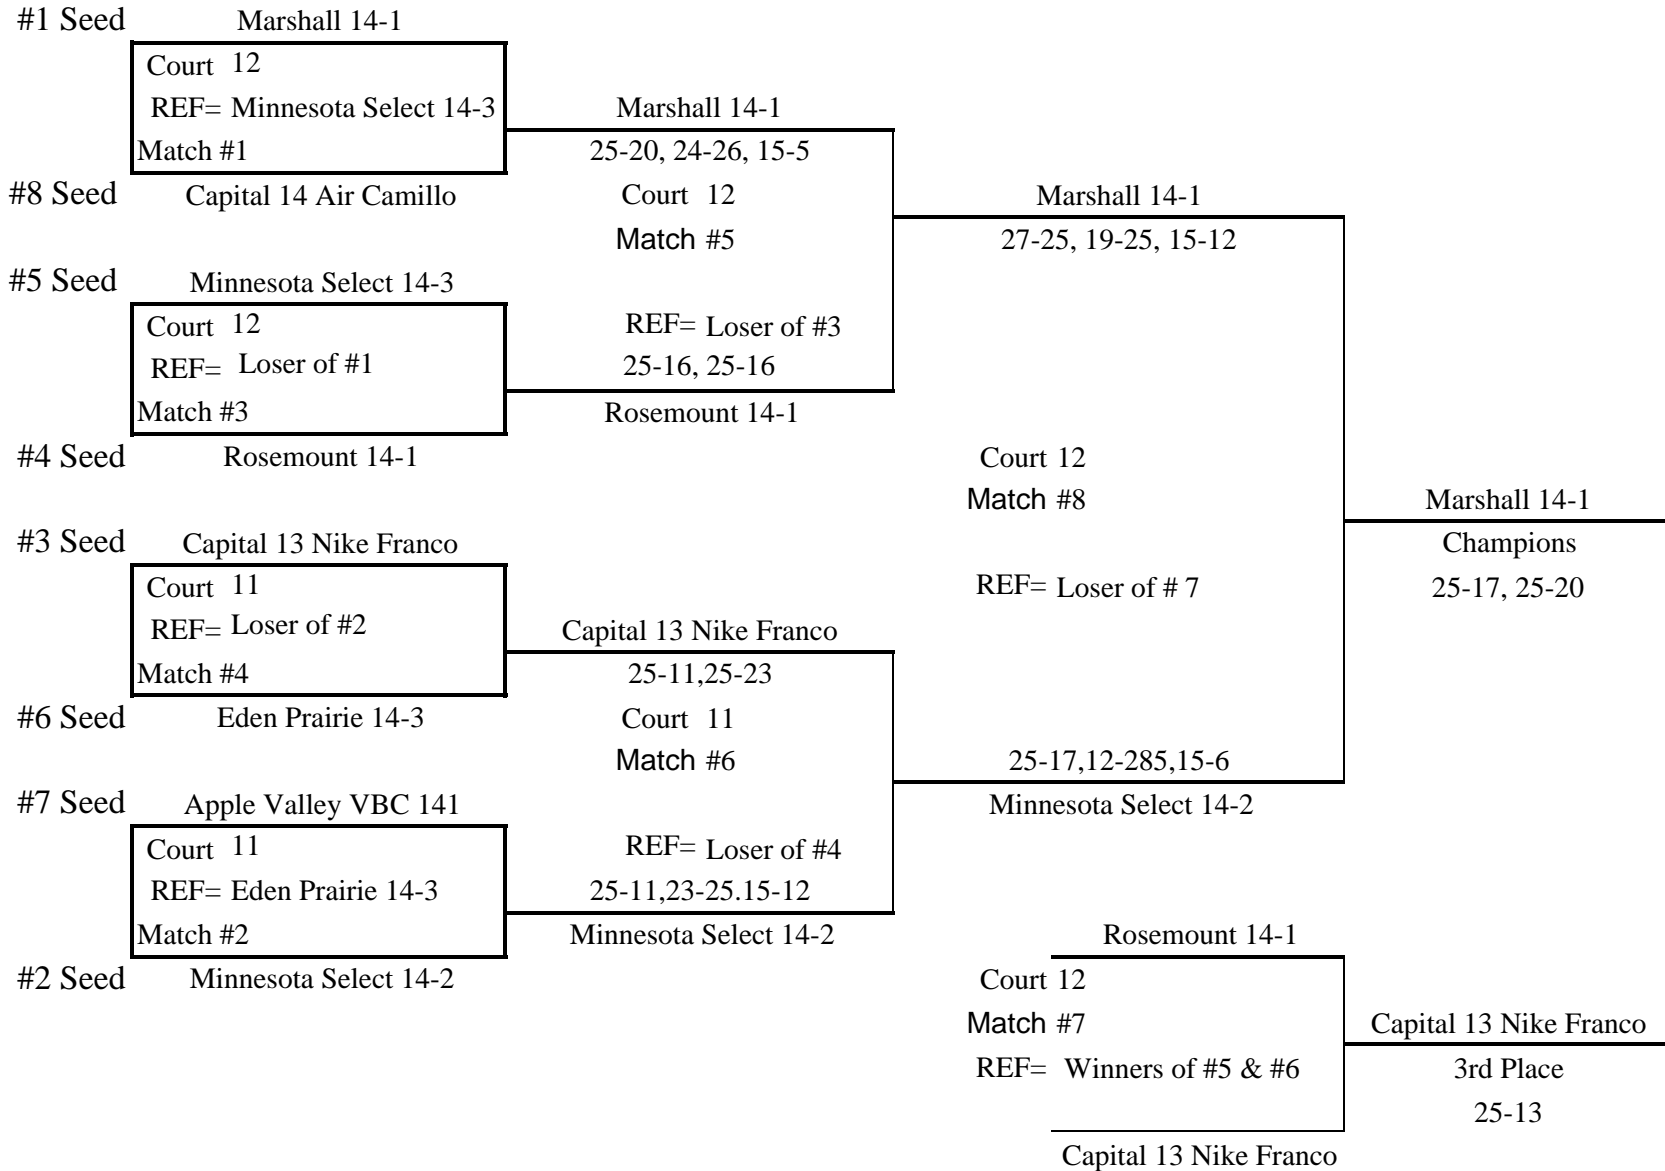 #1 Seed Marshall 14-1
Court 12
REF= Minnesota Select 14-3 Marshall 14-1
Match #1 25-20, 24-26, 15-5
#8 Seed Capital 14 Air Camillo Court 12 Marshall 14-1
Match #5 27-25, 19-25, 15-12
#5 Seed Minnesota Select 14-3
Court 12 REF= Loser of #3
REF= Loser of #1 25-16, 25-16
Match #3 Rosemount 14-1
#4 Seed Rosemount 14-1 Court 12
Match #8 Marshall 14-1
#3 Seed Capital 13 Nike Franco Champions
Court 11 REF= Loser of # 7 25-17, 25-20
REF= Loser of #2 Capital 13 Nike Franco
Match #4 25-11,25-23
#6 Seed Eden Prairie 14-3 Court 11
Match #6 25-17,12-285,15-6
#7 Seed Apple Valley VBC 141 Minnesota Select 14-2
Court 11 REF= Loser of #4
REF= Eden Prairie 14-3 25-11,23-25.15-12
Match #2 Minnesota Select 14-2 Rosemount 14-1
#2 Seed Minnesota Select 14-2 Court 12
Match #7 Capital 13 Nike Franco
REF= Winners of #5 & #6 3rd Place
25-13
Capital 13 Nike Franco